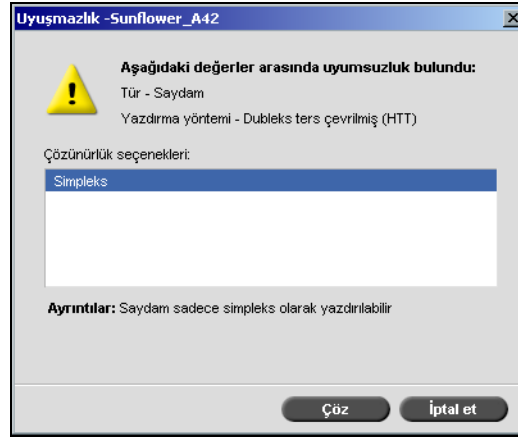 Uyuşmazlık -Sunflower_A42
Aşağıdaki değerler arasında uyumsuzluk bulundu:
Tür - Saydam
Yazdırma yöntemi - Dubleks ters çevrilmiş (HTT)
Çözünürlük seçenekleri:
Simpleks
Ayrıntılar: Saydam sadece simpleks olarak yazdırılabilir
Çöz
İptal et